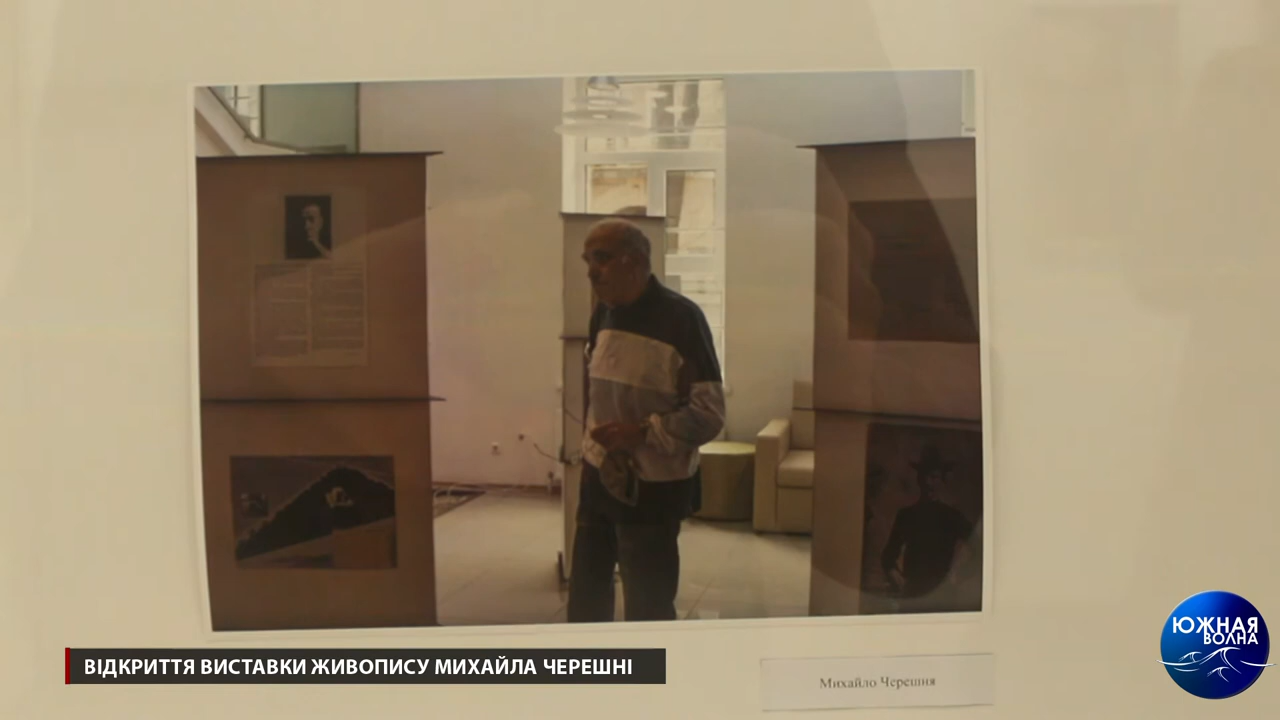 ВІДКРИТТЯ ВИСТАВКИ ЖИВОПИСУ МИХАЙЛА ЧЕРЕШНІ
Михайло Черешня
ЮЖНАЯ
ВОЛНА